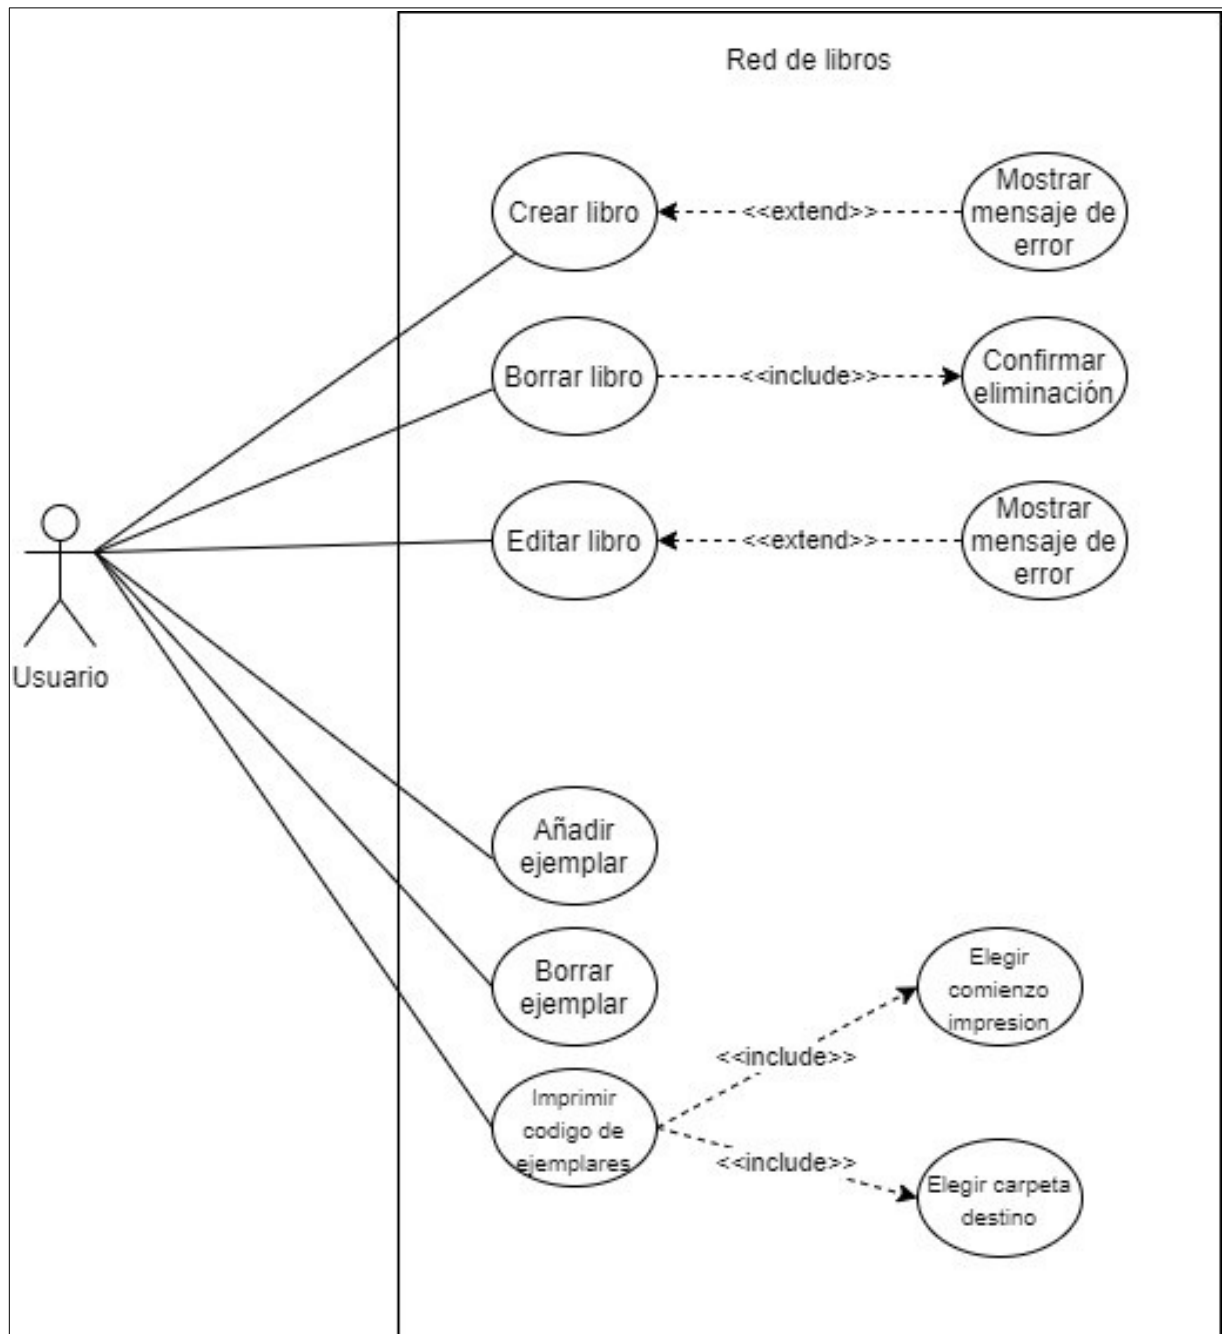 Red de libros
Crear libro
<<extend>>
Mostrar
mensaje de
error
Borrar libro
<<include>>
Confirmar
eliminación
Editar libro
<<extend>>
Mostrar
mensaje de
error
Usuario
Añadir
ejemplar
Borrar
ejemplar
Elegir
comienzo
impresion
<<include>>
Imprimir
codigo de
ejemplares
<<include>>
Elegir carpeta
destino